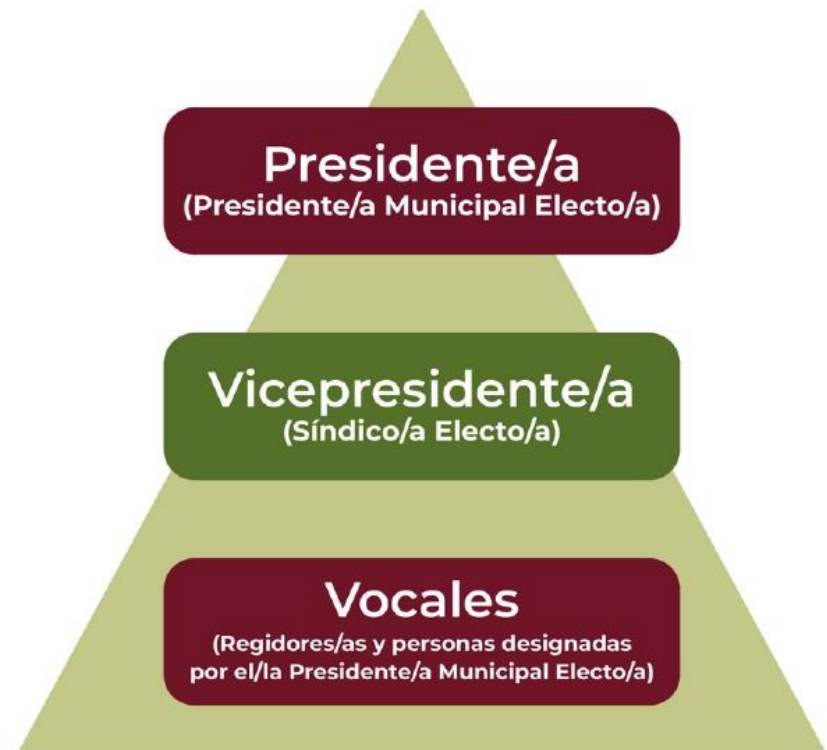 Presidente/a
(Presidente/a Municipal Electo/a)
Vicepresidente/a
(Síndico/a Electo/a)
Vocales
(Regidores/as y personas designadas
por el/la Presidente/a Municipal Electo/a)